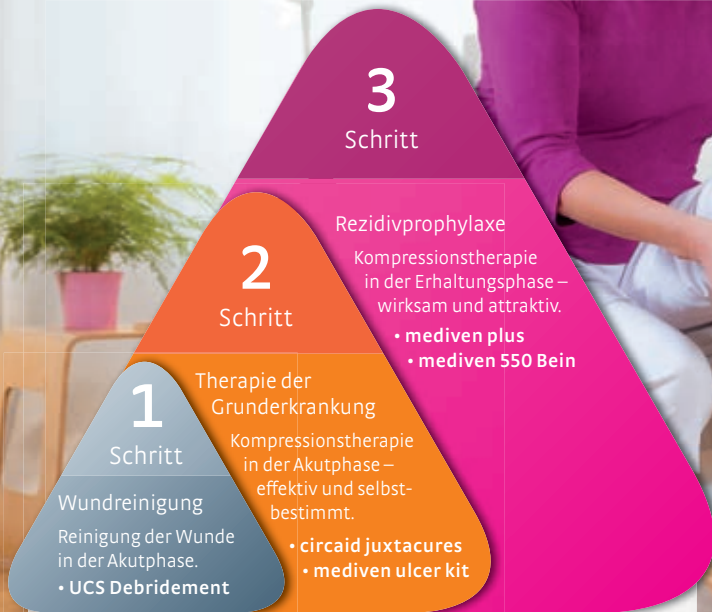 1
Schritt
Wundreinigung
Reinigung der Wunde
in der Akutphase.
• UCS Debridement
2
Schritt
Therapie der
Grunderkrankung
Kompressionstherapie
in der Akutphase –
effektiv und selbst-
bestimmt.
• circaid juxtacures
• mediven ulcer kit
3
Schritt
Rezidivprophylaxe
Kompressionstherapie
in der Erhaltungsphase –
wirksam und attraktiv.
• mediven plus
• mediven 550 Bein